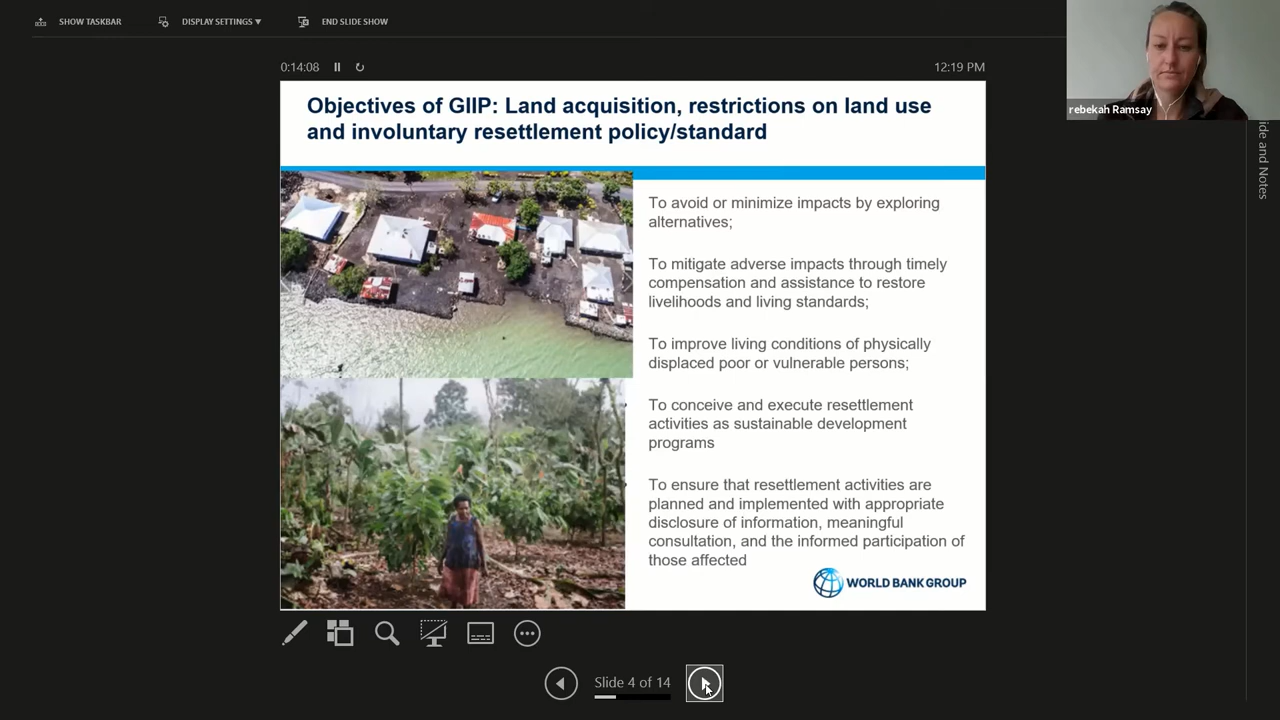 SHOW TASKBAR
DISPLAY SETTINGS ▼
END SLIDE SHOW
rebekah Ramsay
0:14:08
12:19 PM
Objectives of GIIP: Land acquisition, restrictions on land use
and involuntary resettlement policy/standard
To avoid or minimize impacts by exploring
alternatives;
To mitigate adverse impacts through timely
compensation and assistance to restore
livelihoods and living standards;
To improve living conditions of physically
displaced poor or vulnerable persons;
To conceive and execute resettlement
activities as sustainable development
programs
To ensure that resettlement activities are
planned and implemented with appropriate
disclosure of information, meaningful
consultation, and the informed participation of
those affected
WORLD BANK GROUP
Slide 4 of 14
and Notes